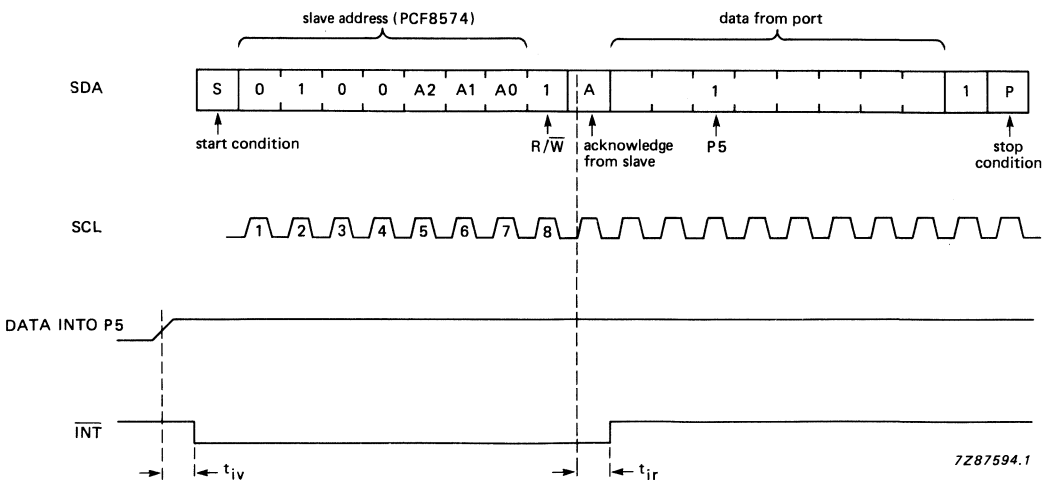 slave address (PCF8574)
data from port
SDA
S 0 1 0 0 A2 A1 A0 1 A 1 1 P
start condition
R/W
acknowledge
from slave
P5
stop
condition
SCL
1 2 3 4 5 6 7 8
DATA INTO P5
INT
tiv
tir
7Z87594.1